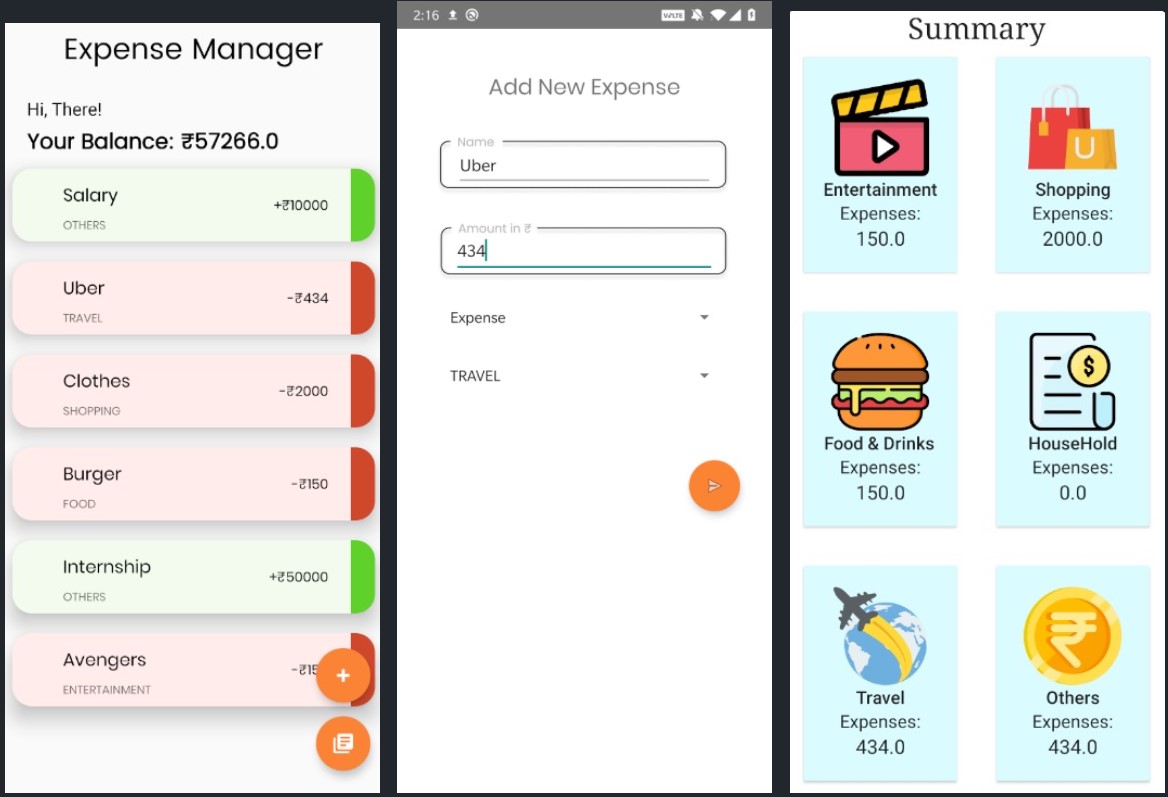 Expense Manager
Hi, There!
Your Balance: ₹57266.0
Salary
+₹10000
OTHERS
Uber
-₹434
TRAVEL
Clothes
-₹2000
SHOPPING
Burger
-₹150
FOOD
Internship
+₹50000
OTHERS
Avengers
-₹15
ENTERTAINMENT
+
2:16
VoLTE
Add New Expense
Name
Uber
Amount in ₹
434
Expense
TRAVEL
Summary
Entertainment
Expenses:
150.0
U
Shopping
Expenses:
2000.0
Food & Drinks
Expenses:
150.0
$
HouseHold
Expenses:
0.0
Travel
Expenses:
434.0
₹
Others
Expenses:
434.0